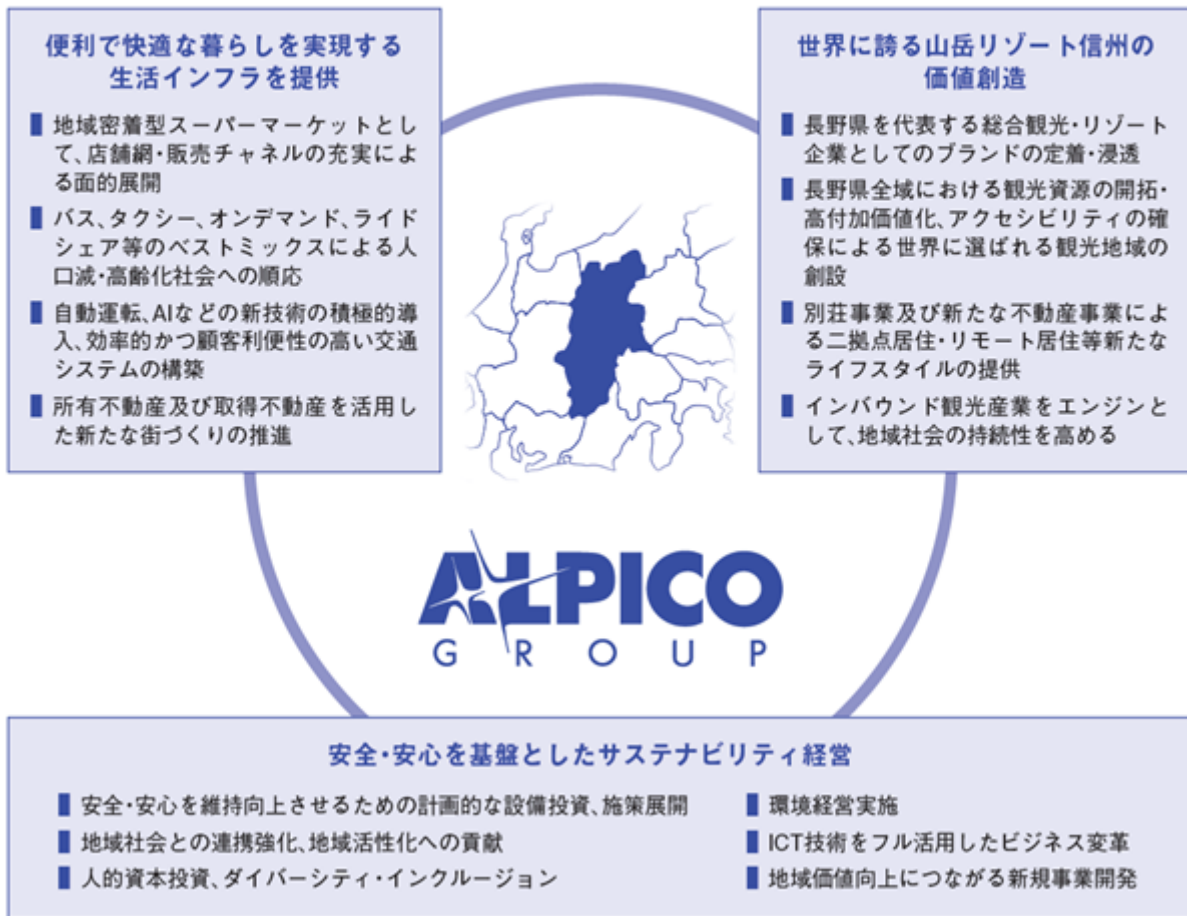 便利で快適な暮らしを実現する
生活インフラを提供
地域密着型スーパーマーケットとし
て、店舗網・販売チャネルの充実によ
る面的展開
バス、タクシー、オンデマンド、ライド
シェア等のベストミックスによる人
口減・高齢化社会への順応
自動運転、AIなどの新技術の積極的導
入、効率的かつ顧客利便性の高い交通
システムの構築
所有不動産及び取得不動産を活用し
た新たな街づくりの推進
世界に誇る山岳リゾート信州の
価値創造
長野県を代表する総合観光・リゾート
企業としてのブランドの定着・浸透
長野県全域における観光資源の開拓・
高付加価値化、アクセシビリティの確
保による世界に選ばれる観光地域の
創設
別荘事業及び新たな不動産事業によ
る二拠点居住・リモート居住等新たな
ライフスタイルの提供
インバウンド観光産業をエンジンと
して、地域社会の持続性を高める
ALPICO
GROUP
安全・安心を基盤としたサステナビリティ経営
安全・安心を維持向上させるための計画的な設備投資、施策展開
地域社会との連携強化、地域活性化への貢献
人的資本投資、ダイバーシティ・インクルージョン
環境経営実施
ICT技術をフル活用したビジネス変革
地域価値向上につながる新規事業開発